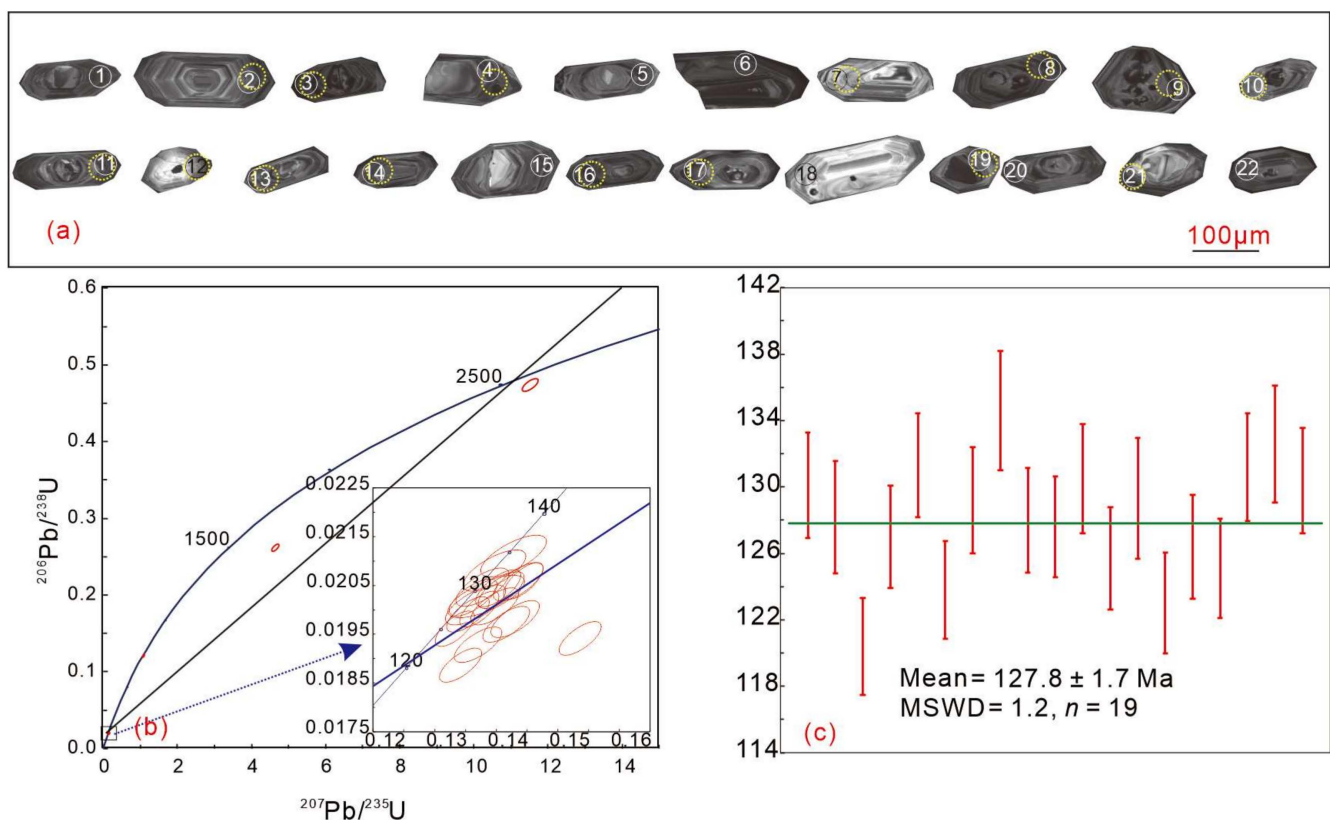 1 2 3 4 5 6 7 8 9 10
11 12 13 14 15 16 17 18 19 20 21 22
(a)
100μm
0.6
0.5
0.4
0.3
0.2
0.1
0.0
²⁰⁶Pb/²³⁸U
2500
1500
0.0225
0.0215
0.0205
0.0195
0.0185
0.0175
140
130
120
0.12 0.13 0.14 0.15 0.16
(b)
0 2 4 6 8 10 12 14
²⁰⁷Pb/²³⁵U
142
138
134
130
126
122
118
114
Mean= 127.8 ± 1.7 Ma
MSWD= 1.2, n = 19
(c)